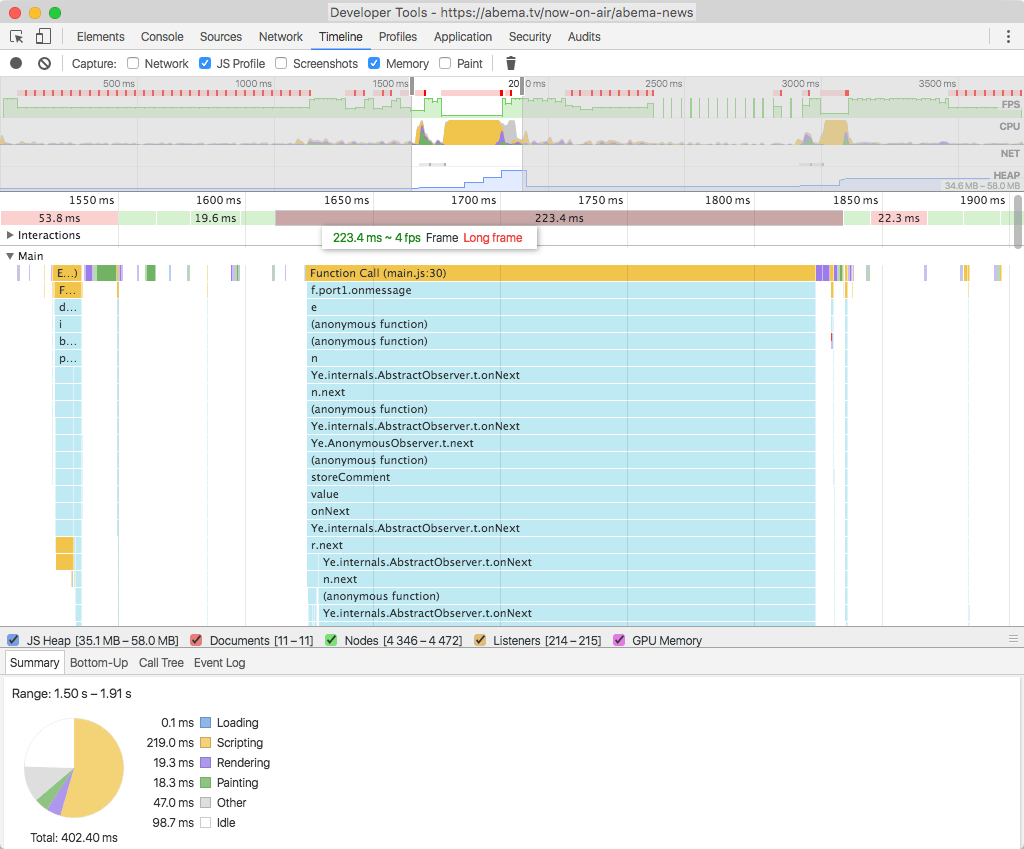 Developer Tools - https://abema.tv/now-on-air/abema-news
Elements Console Sources Network Timeline Profiles Application Security Audits
Capture: Network JS Profile Screenshots Memory Paint
500 ms 1000 ms 1500 ms 20 0 ms 2500 ms 3000 ms 3500 ms
FPS
CPU
NET
HEAP
34.6 MB – 58.0 MB
1550 ms 1600 ms 1650 ms 1700 ms 1750 ms 1800 ms 1850 ms 1900 ms
53.8 ms 19.6 ms 223.4 ms 22.3 ms
Interactions
223.4 ms ~ 4 fps Frame Long frame
Main
E...) Function Call (main.js:30)
F... f.port1.onmessage
d... e
i (anonymous function)
b... (anonymous function)
p... n
Ye.internals.AbstractObserver.t.onNext
n.next
(anonymous function)
Ye.internals.AbstractObserver.t.onNext
Ye.AnonymousObserver.t.next
(anonymous function)
storeComment
value
onNext
Ye.internals.AbstractObserver.t.onNext
r.next
Ye.internals.AbstractObserver.t.onNext
n.next
(anonymous function)
Ye.internals.AbstractObserver.t.onNext
JS Heap [35.1 MB – 58.0 MB] Documents [11 – 11] Nodes [4 346 – 4 472] Listeners [214 – 215] GPU Memory
Summary Bottom-Up Call Tree Event Log
Range: 1.50 s – 1.91 s
0.1 ms Loading
219.0 ms Scripting
19.3 ms Rendering
18.3 ms Painting
47.0 ms Other
98.7 ms Idle
Total: 402.40 ms